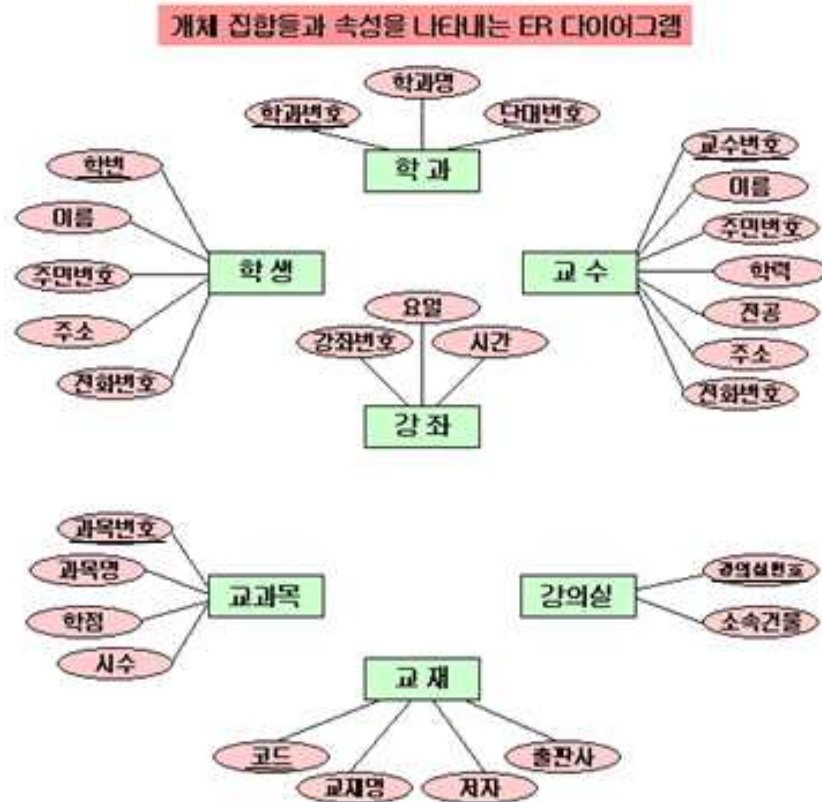 개체 집합들과 속성을 나타내는 ER 다이어그램
학과명
학과번호
단대번호
학 과
학번
이름
주민번호
주소
전화번호
학 생
교수번호
이름
주민번호
학력
전공
주소
전화번호
교 수
요일
강좌번호
시간
강 좌
과목번호
과목명
학점
시수
교과목
강의실번호
소속건물
강의실
교 재
코드
교재명
저자
출판사